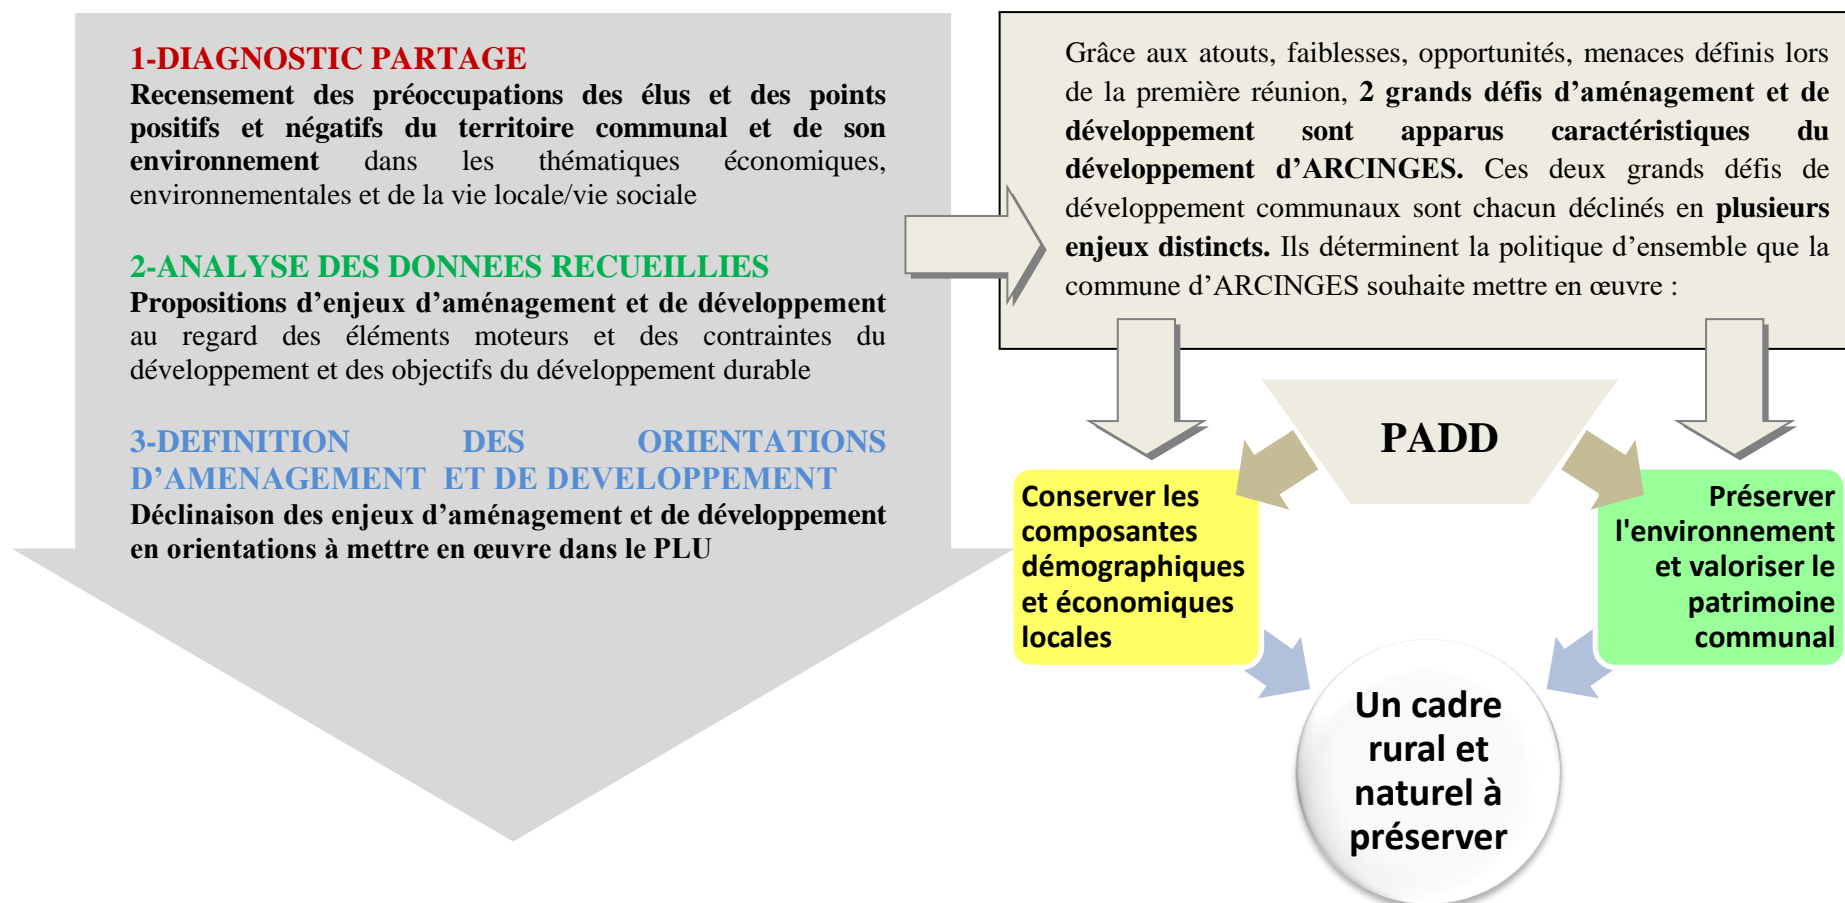 1-DIAGNOSTIC PARTAGE
Recensement des préoccupations des élus et des points
positifs et négatifs du territoire communal et de son
environnement dans les thématiques économiques,
environnementales et de la vie locale/vie sociale
2-ANALYSE DES DONNEES RECUEILLIES
Propositions d’enjeux d’aménagement et de développement
au regard des éléments moteurs et des contraintes du
développement et des objectifs du développement durable
3-DEFINITION DES ORIENTATIONS
D’AMENAGEMENT ET DE DEVELOPPEMENT
Déclinaison des enjeux d’aménagement et de développement
en orientations à mettre en œuvre dans le PLU
Grâce aux atouts, faiblesses, opportunités, menaces définis lors
de la première réunion, 2 grands défis d’aménagement et de
développement sont apparus caractéristiques du
développement d’ARCINGES. Ces deux grands défis de
développement communaux sont chacun déclinés en plusieurs
enjeux distincts. Ils déterminent la politique d’ensemble que la
commune d’ARCINGES souhaite mettre en œuvre :
PADD
Conserver les
composantes
démographiques
et économiques
locales
Préserver
l'environnement
et valoriser le
patrimoine
communal
Un cadre
rural et
naturel à
préserver